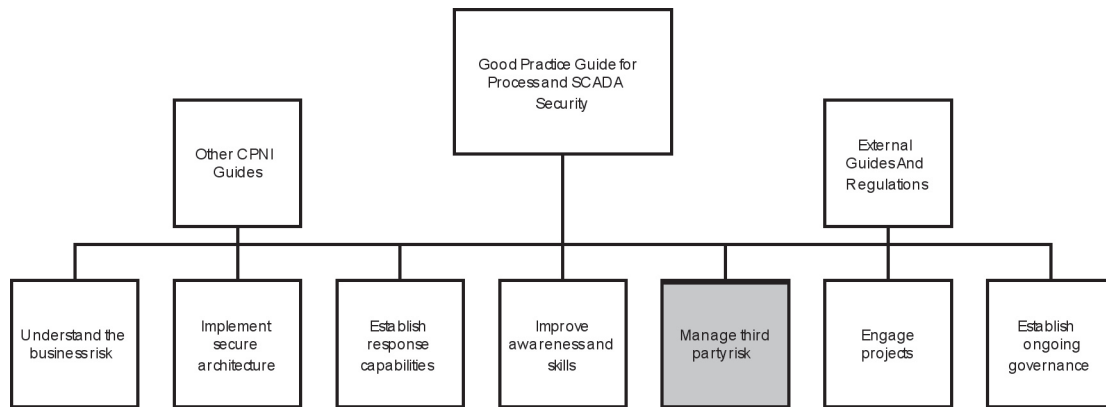 Good Practice Guide for
Process and SCADA
Security
Other CPNI
Guides
External
Guides And
Regulations
Understand the
business risk
Implement
secure
architecture
Establish
response
capabilities
Improve
awareness and
skills
Manage third
party risk
Engage
projects
Establish
ongoing
governance